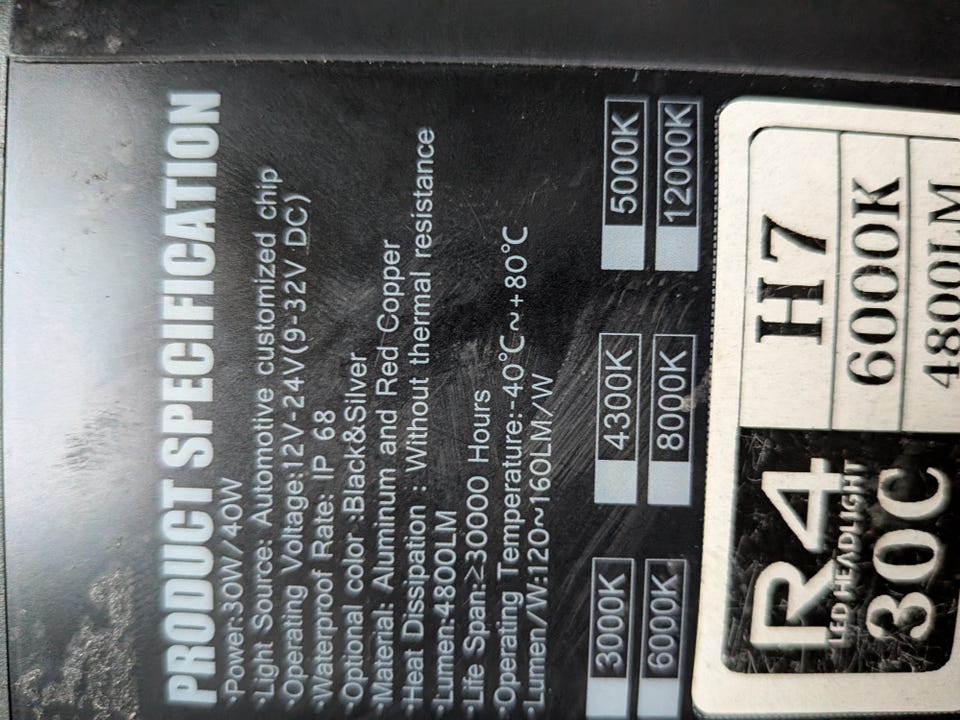 PRODUCT SPECIFICATION
·Power:30W/40W
·Light Source: Automotive customized chip
·Operating Voltage:12V-24V(9-32V DC)
·Waterproof Rate: IP 68
·Optional color :Black&Silver
·Material: Aluminum and Red Copper
·Heat Dissipation : Without thermal resistance
·Lumen:4800LM
·Life Span:≥30000 Hours
·Operating Temperature:-40℃~+80℃
·Lumen/W:120~160LM/W
3000K 4300K 5000K
6000K 8000K 12000K
R4 H7
LED HEADLIGHT 6000K
30C 4800LM